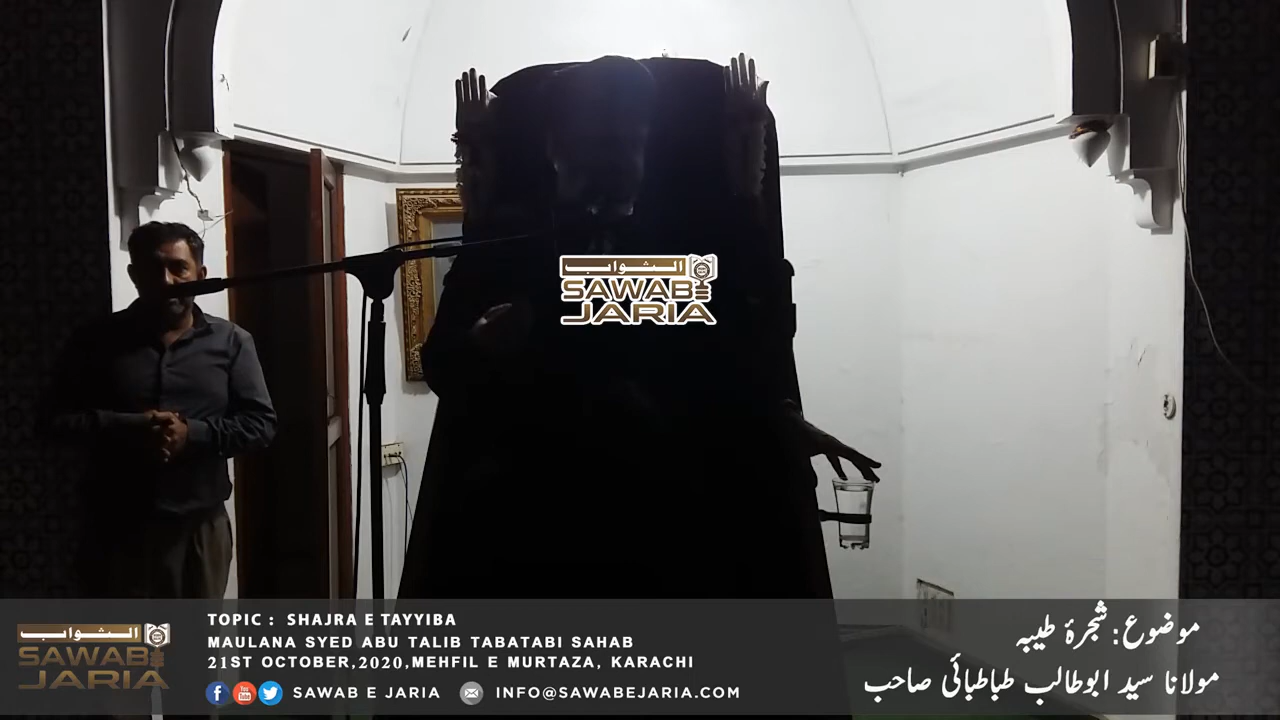 الثواب
SAWAB E
JARIA
الثواب
SAWAB E
JARIA
TOPIC : SHAJRA E TAYYIBA
MAULANA SYED ABU TALIB TABATABI SAHAB
21ST OCTOBER,2020,MEHFIL E MURTAZA, KARACHI
SAWAB E JARIA INFO@SAWABEJARIA.COM
موضوع: شجرۂ طیبہ
مولانا سید ابوطالب طباطبائی صاحب